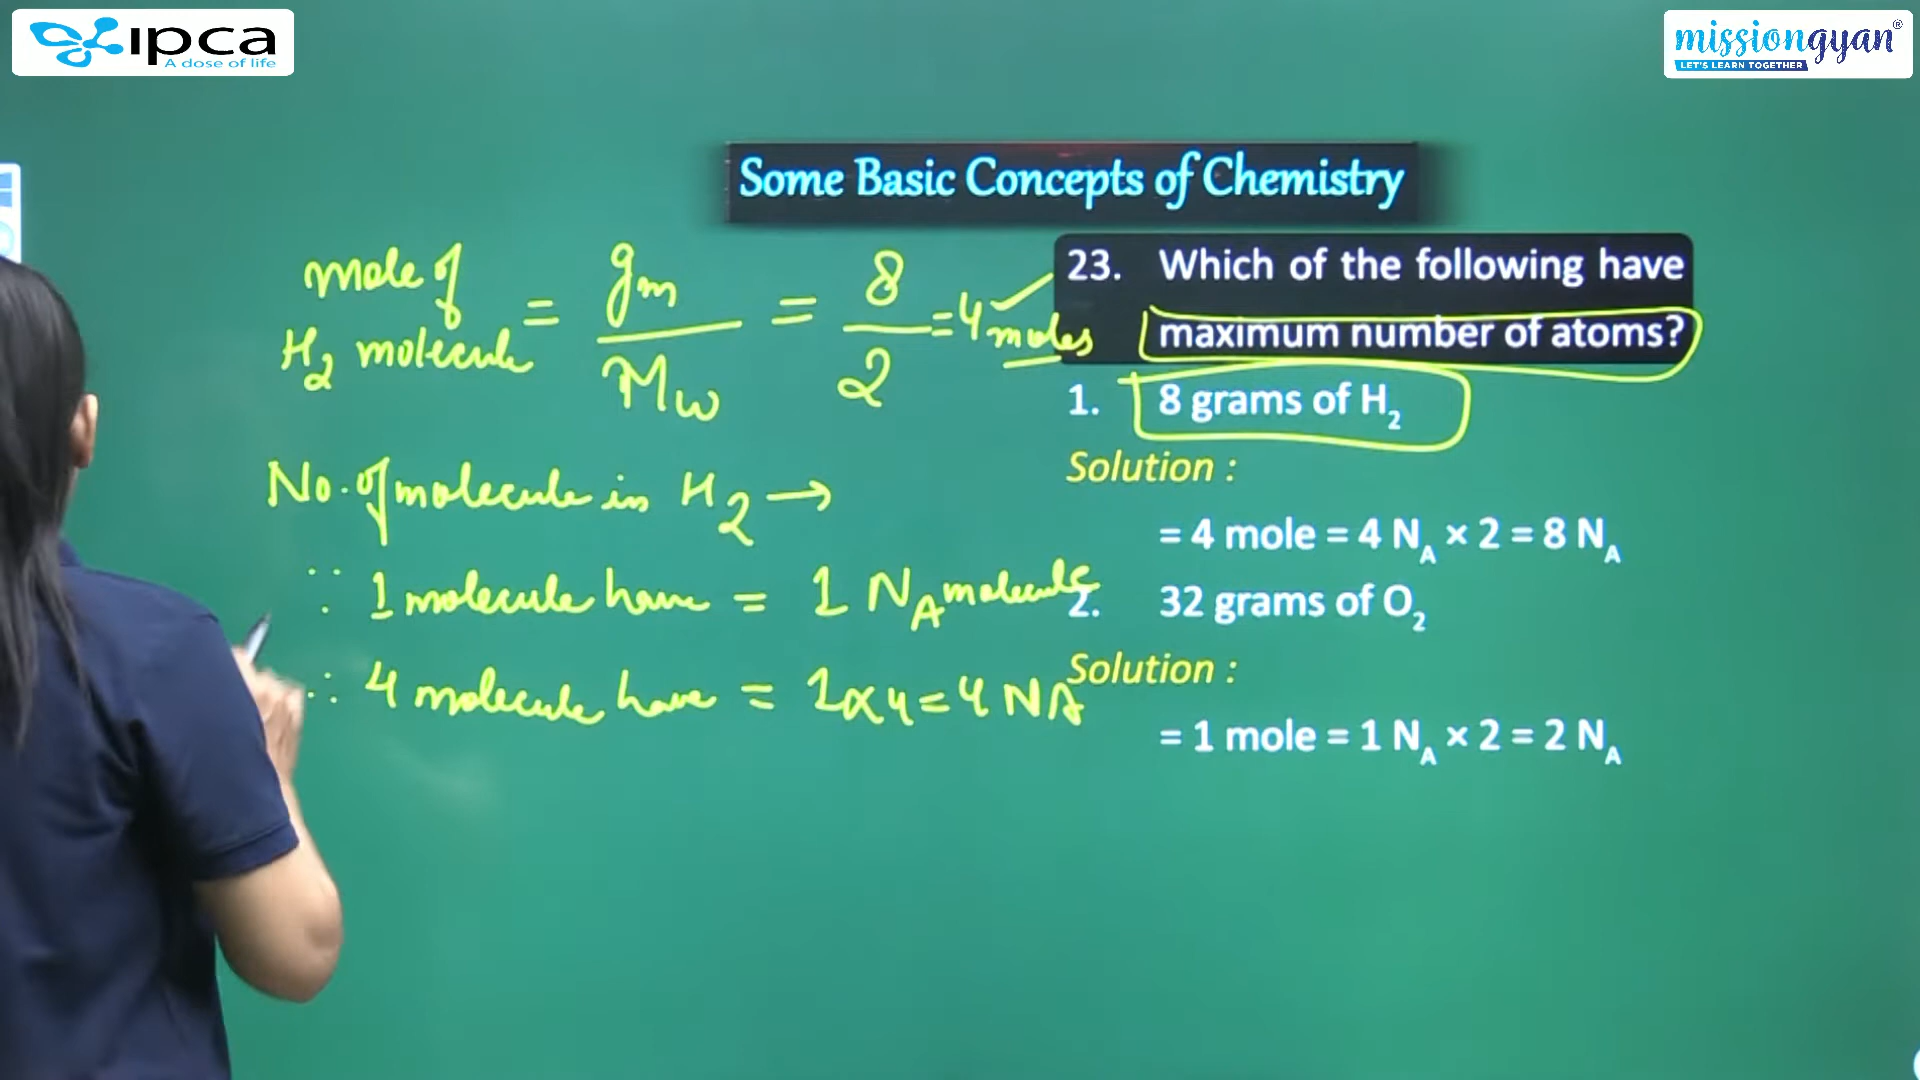 ipca
A dose of life
missiongyan®
LET'S LEARN TOGETHER
Some Basic Concepts of Chemistry
mole of H2 molecule = gm / Mw = 8 / 2 = 4 moles
No. of molecule in H2 →
∵ 1 molecule have = 1 NA molecule
∴ 4 molecule have = 1×4 = 4 NA
23. Which of the following have
maximum number of atoms?
1. 8 grams of H2
Solution :
= 4 mole = 4 NA × 2 = 8 NA
2. 32 grams of O2
Solution :
= 1 mole = 1 NA × 2 = 2 NA